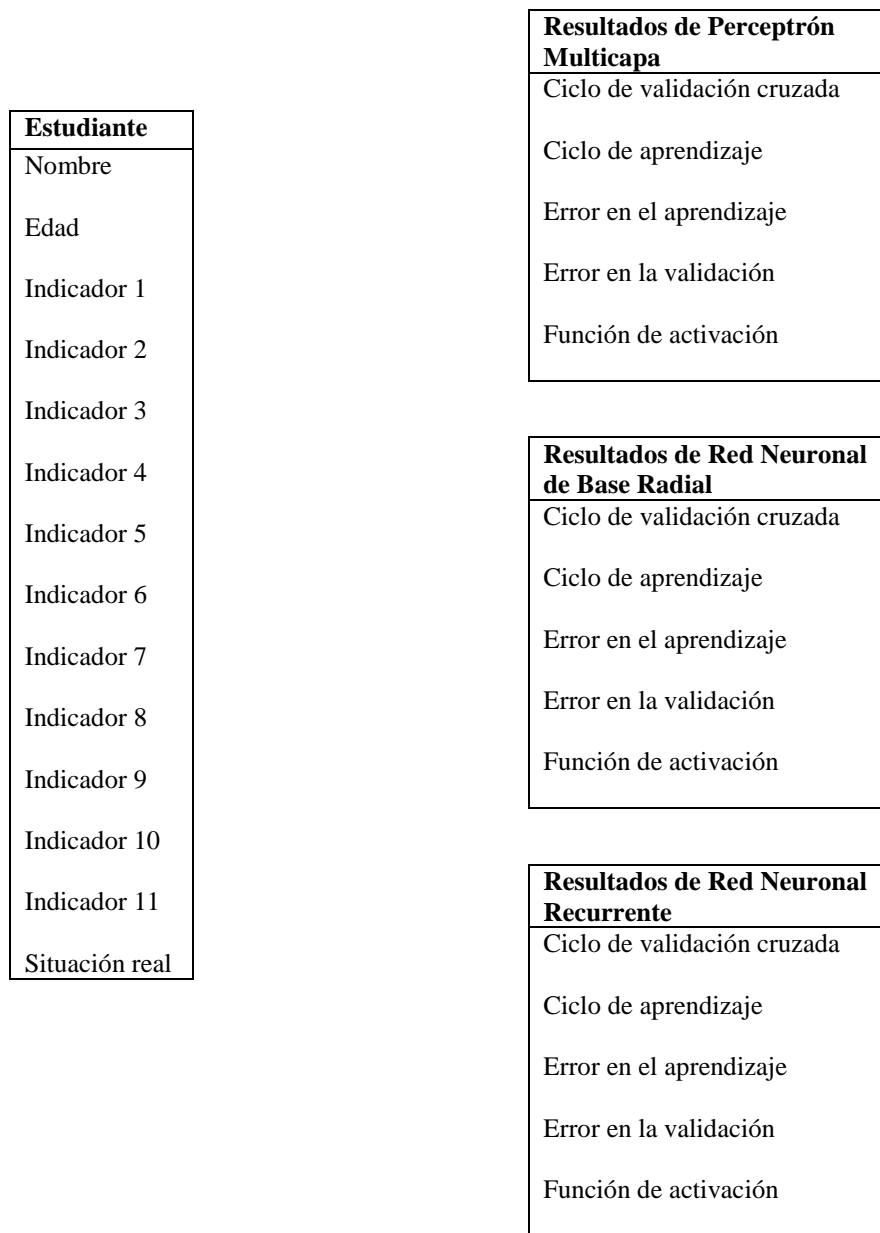 Estudiante
Nombre
Edad
Indicador 1
Indicador 2
Indicador 3
Indicador 4
Indicador 5
Indicador 6
Indicador 7
Indicador 8
Indicador 9
Indicador 10
Indicador 11
Situación real
Resultados de Perceptrón
Multicapa
Ciclo de validación cruzada
Ciclo de aprendizaje
Error en el aprendizaje
Error en la validación
Función de activación
Resultados de Red Neuronal
de Base Radial
Ciclo de validación cruzada
Ciclo de aprendizaje
Error en el aprendizaje
Error en la validación
Función de activación
Resultados de Red Neuronal
Recurrente
Ciclo de validación cruzada
Ciclo de aprendizaje
Error en el aprendizaje
Error en la validación
Función de activación